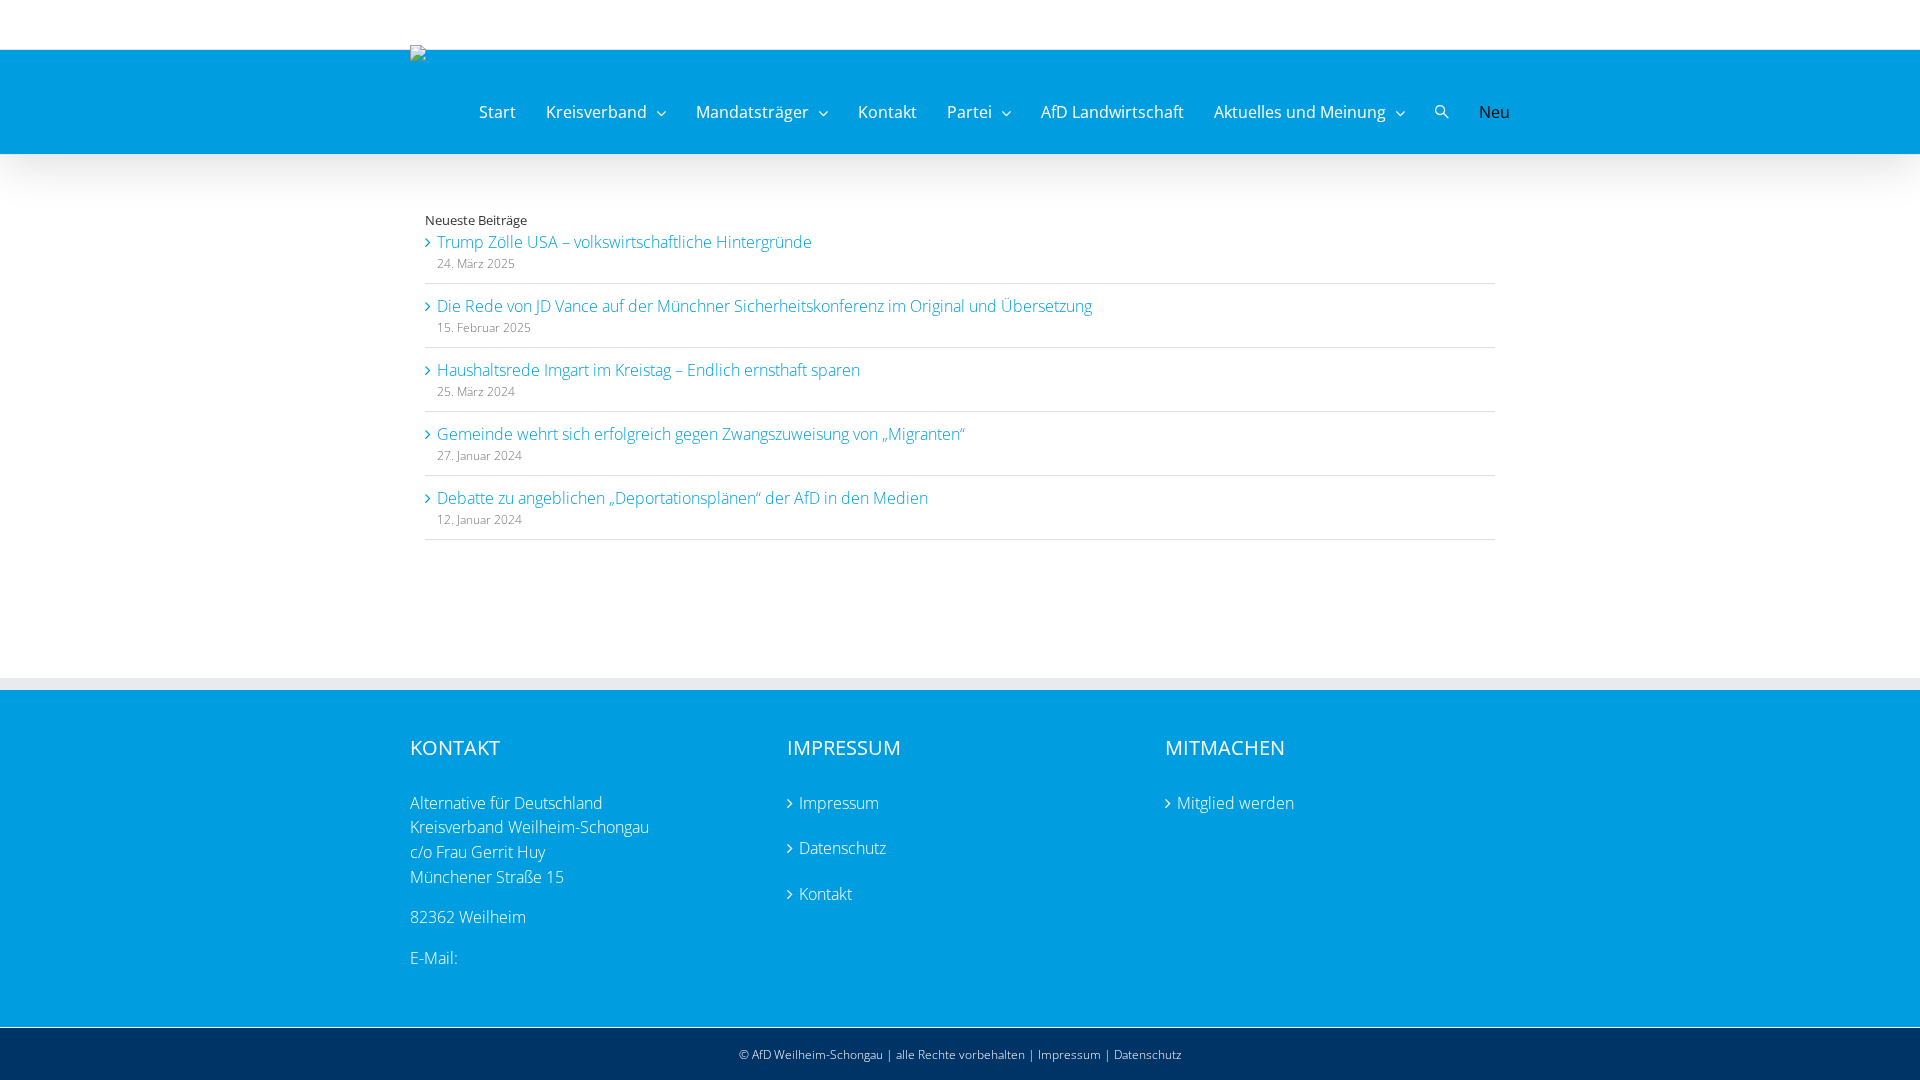 Start Kreisverband Mandatsträger Kontakt Partei AfD Landwirtschaft Aktuelles und Meinung Neu
Neueste Beiträge
Trump Zölle USA – volkswirtschaftliche Hintergründe
24. März 2025
Die Rede von JD Vance auf der Münchner Sicherheitskonferenz im Original und Übersetzung
15. Februar 2025
Haushaltsrede Imgart im Kreistag – Endlich ernsthaft sparen
25. März 2024
Gemeinde wehrt sich erfolgreich gegen Zwangszuweisung von „Migranten“
27. Januar 2024
Debatte zu angeblichen „Deportationsplänen“ der AfD in den Medien
12. Januar 2024
KONTAKT
Alternative für Deutschland
Kreisverband Weilheim-Schongau
c/o Frau Gerrit Huy
Münchener Straße 15
82362 Weilheim
E-Mail:
IMPRESSUM
Impressum
Datenschutz
Kontakt
MITMACHEN
Mitglied werden
© AfD Weilheim-Schongau | alle Rechte vorbehalten | Impressum | Datenschutz